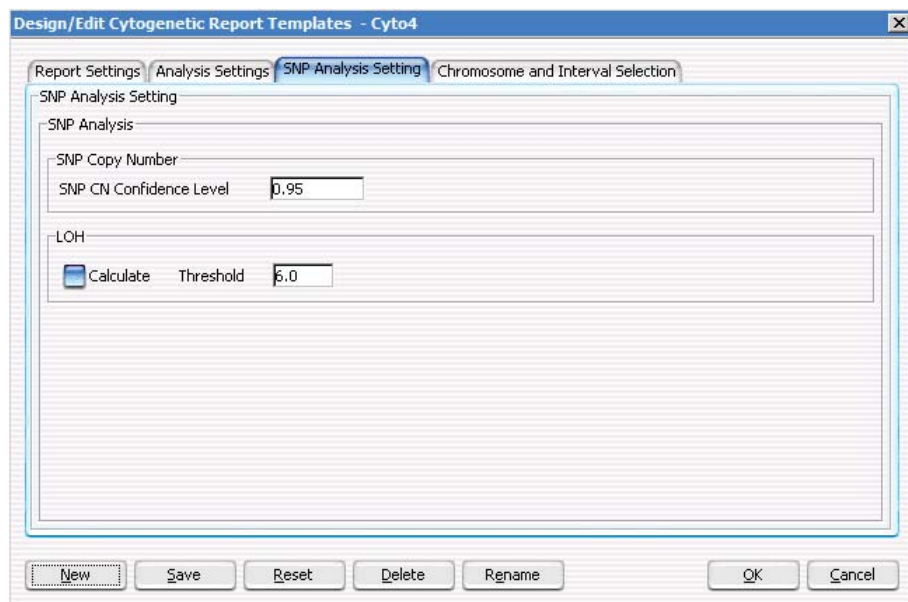 Design/Edit Cytogenetic Report Templates - Cyto4
Report Settings Analysis Settings SNP Analysis Setting Chromosome and Interval Selection
SNP Analysis Setting
SNP Analysis
SNP Copy Number
SNP CN Confidence Level 0.95
LOH
Calculate Threshold 6.0
New Save Reset Delete Rename OK Cancel